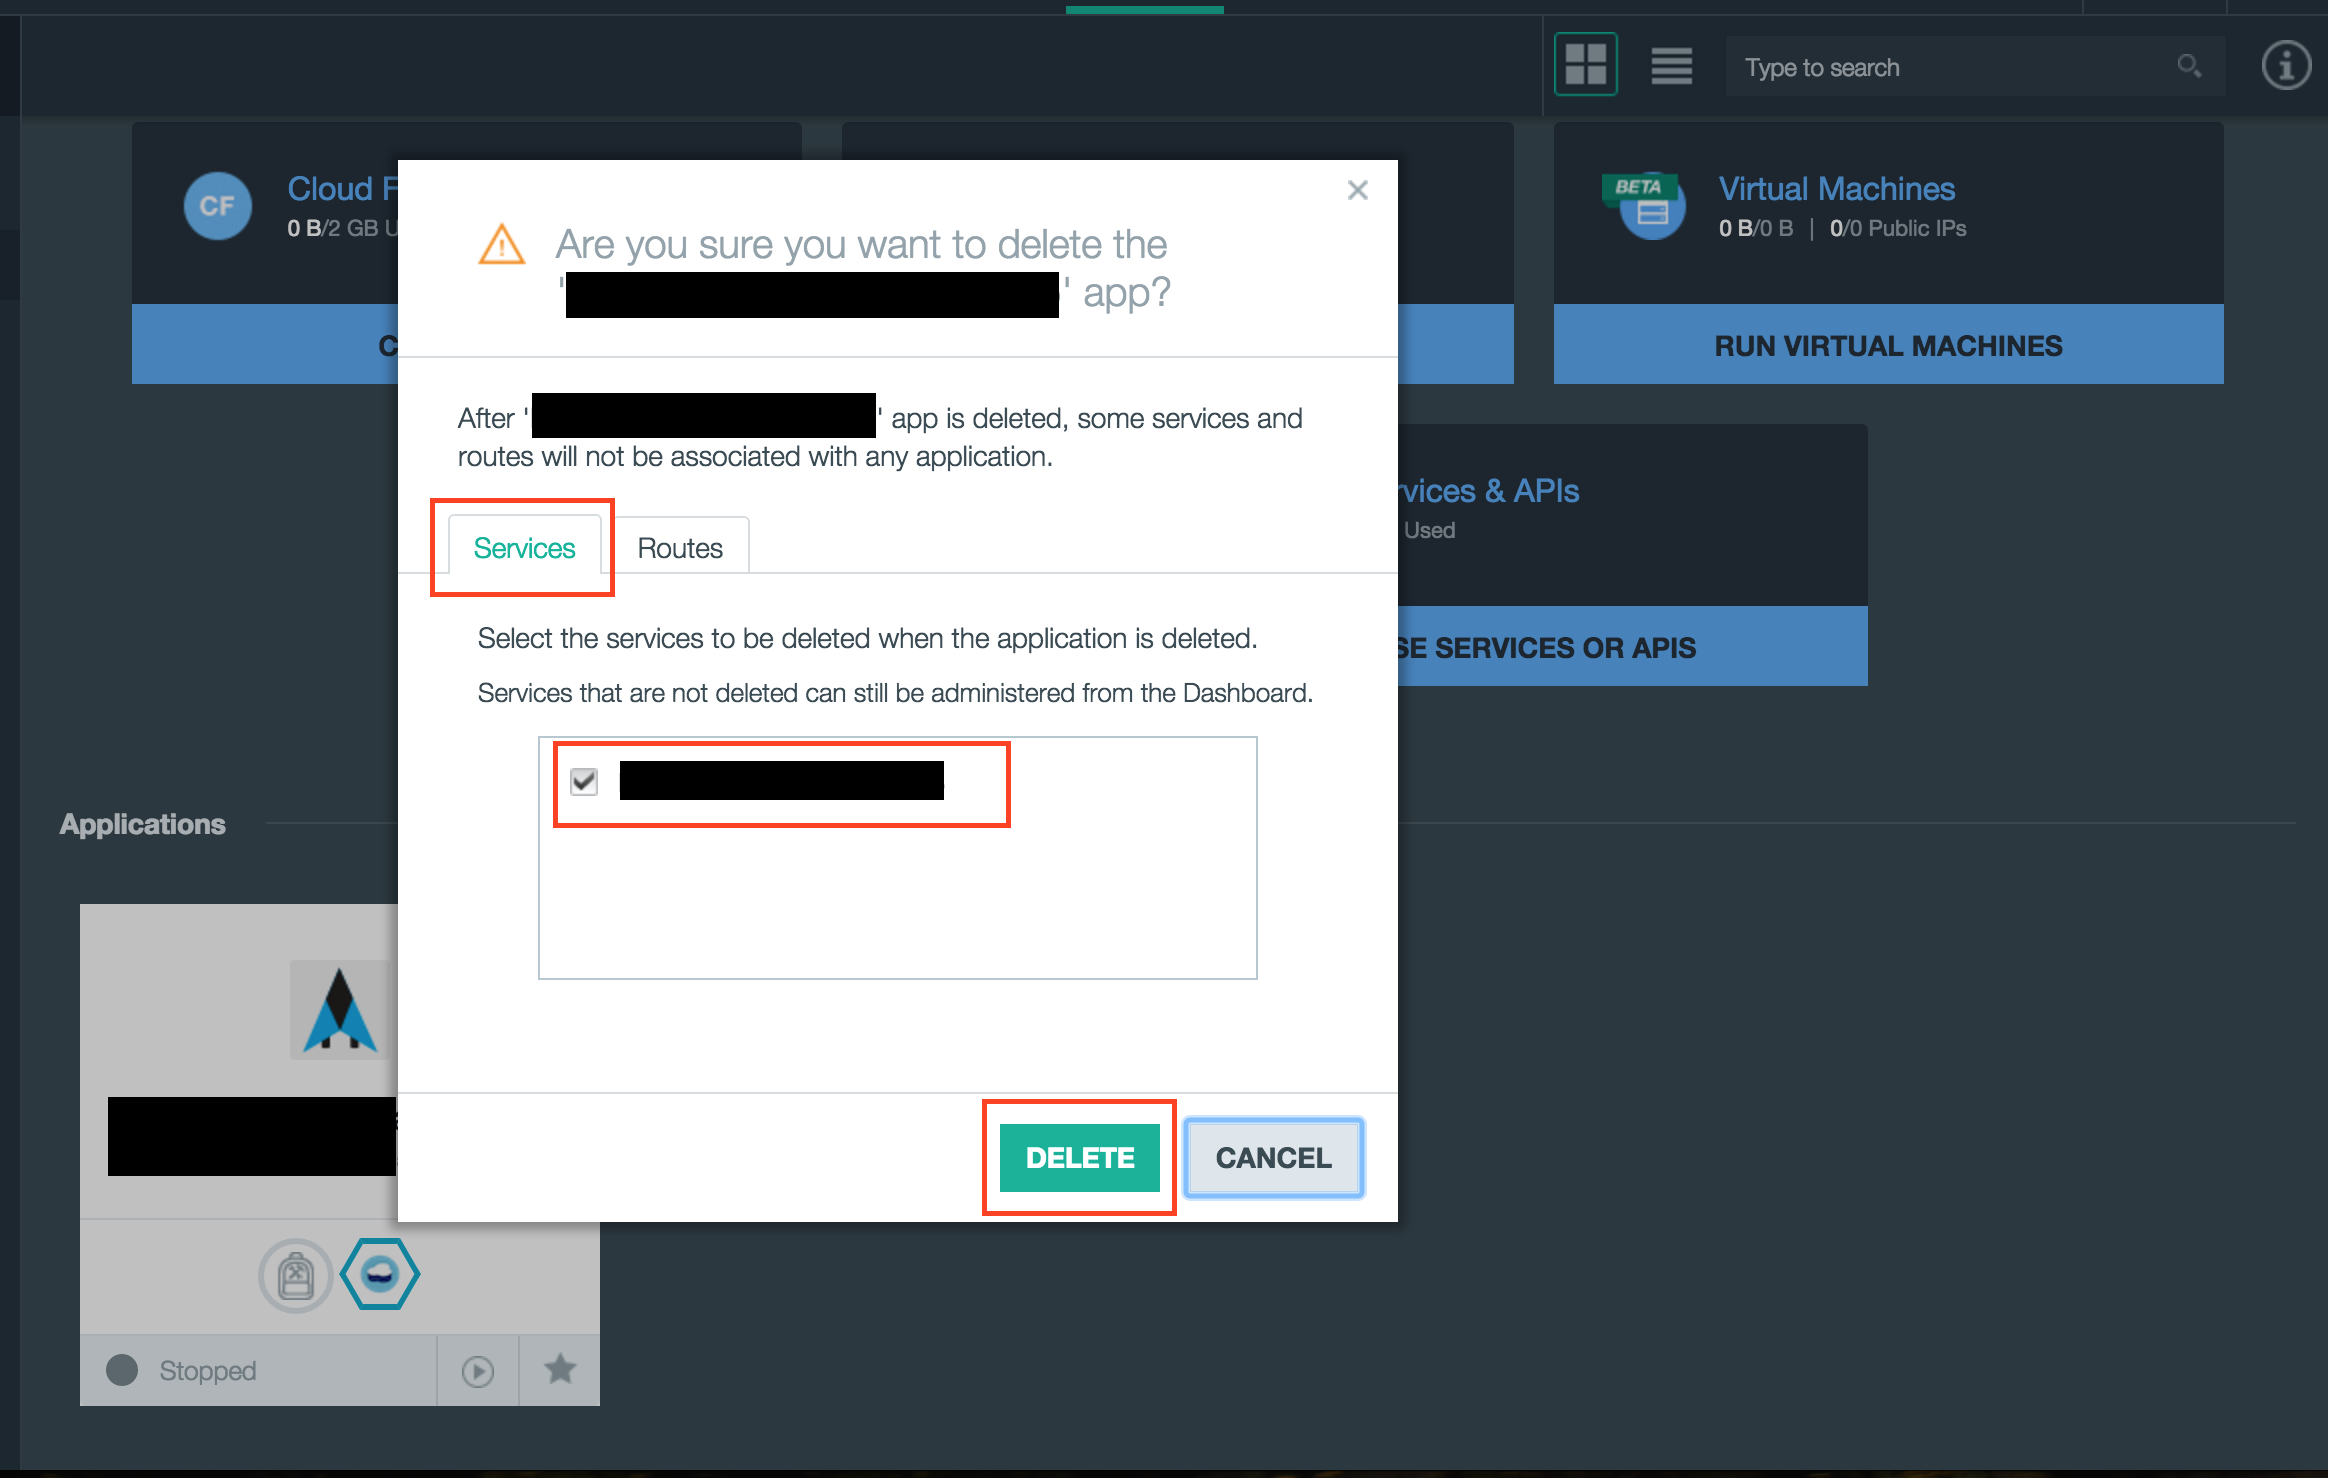 Type to search
CF
Cloud F
0 B/2 GB U
BETA
Virtual Machines
0 B/0 B | 0/0 Public IPs
C
RUN VIRTUAL MACHINES
Are you sure you want to delete the
' ' app?
After ' ' app is deleted, some services and
routes will not be associated with any application.
Services
Routes
rvices & APIs
Used
SE SERVICES OR APIS
Select the services to be deleted when the application is deleted.
Services that are not deleted can still be administered from the Dashboard.
Applications
DELETE
CANCEL
Stopped